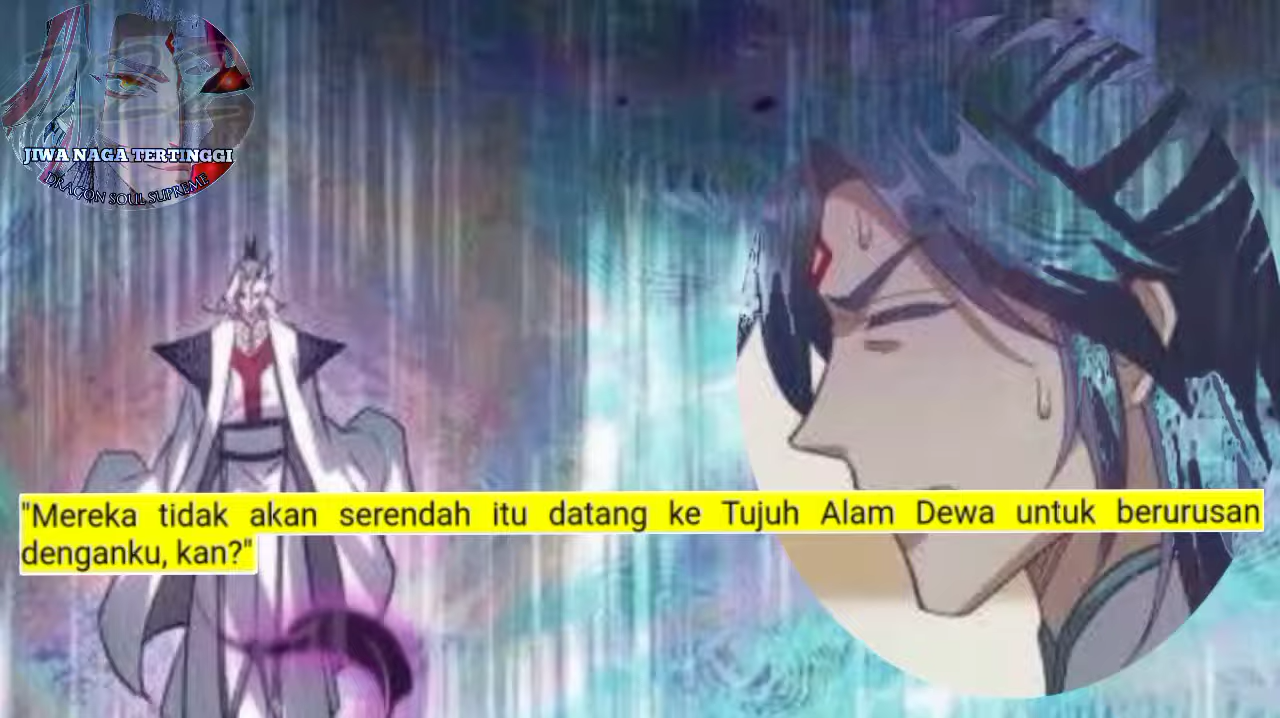 JIWA NAGA TERTINGGI
DRAGON SOUL SUPREME
"Mereka tidak akan serendah itu datang ke Tujuh Alam Dewa untuk berurusan
denganku, kan?"